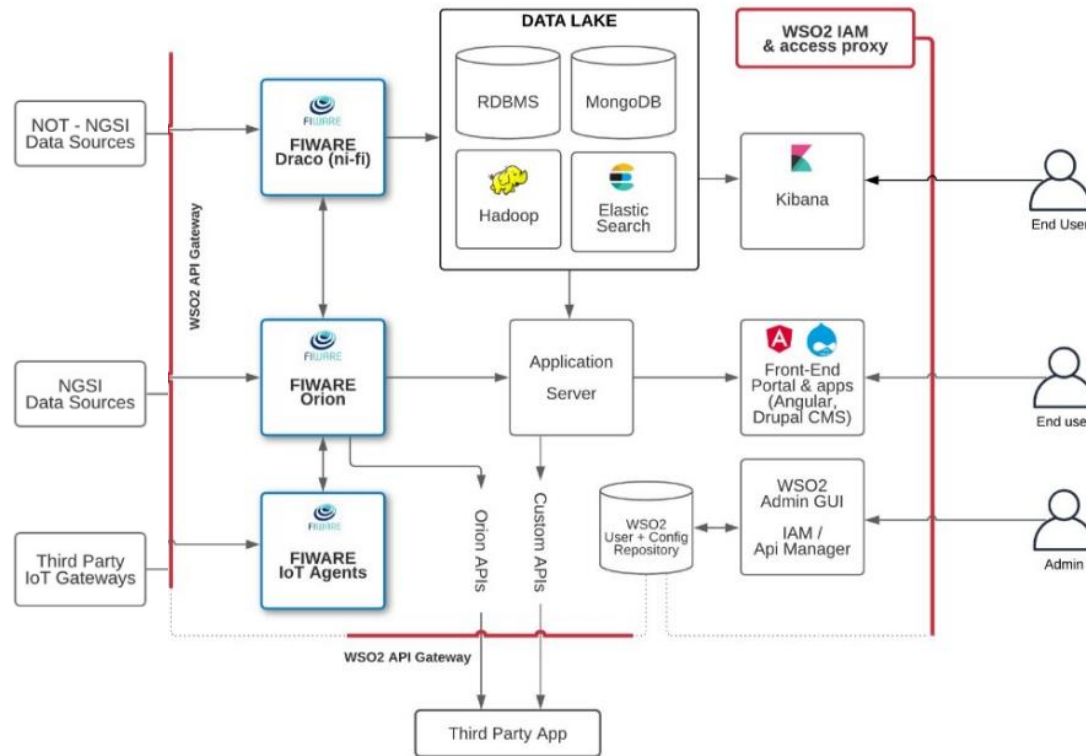 DATA LAKE
WSO2 IAM
& access proxy
RDBMS
MongoDB
NOT - NGSI
Data Sources
FIWARE
FIWARE
Draco (ni-fi)
Hadoop
Elastic
Search
Kibana
End User
WSO2 API Gateway
NGSI
Data Sources
FIWARE
FIWARE
Orion
Application
Server
Front-End
Portal & apps
(Angular,
Drupal CMS)
End user
Third Party
IoT Gateways
FIWARE
FIWARE
IoT Agents
Orion APIs
Custom APIs
WSO2
User + Config
Repository
WSO2
Admin GUI
IAM /
Api Manager
Admin
WSO2 API Gateway
Third Party App